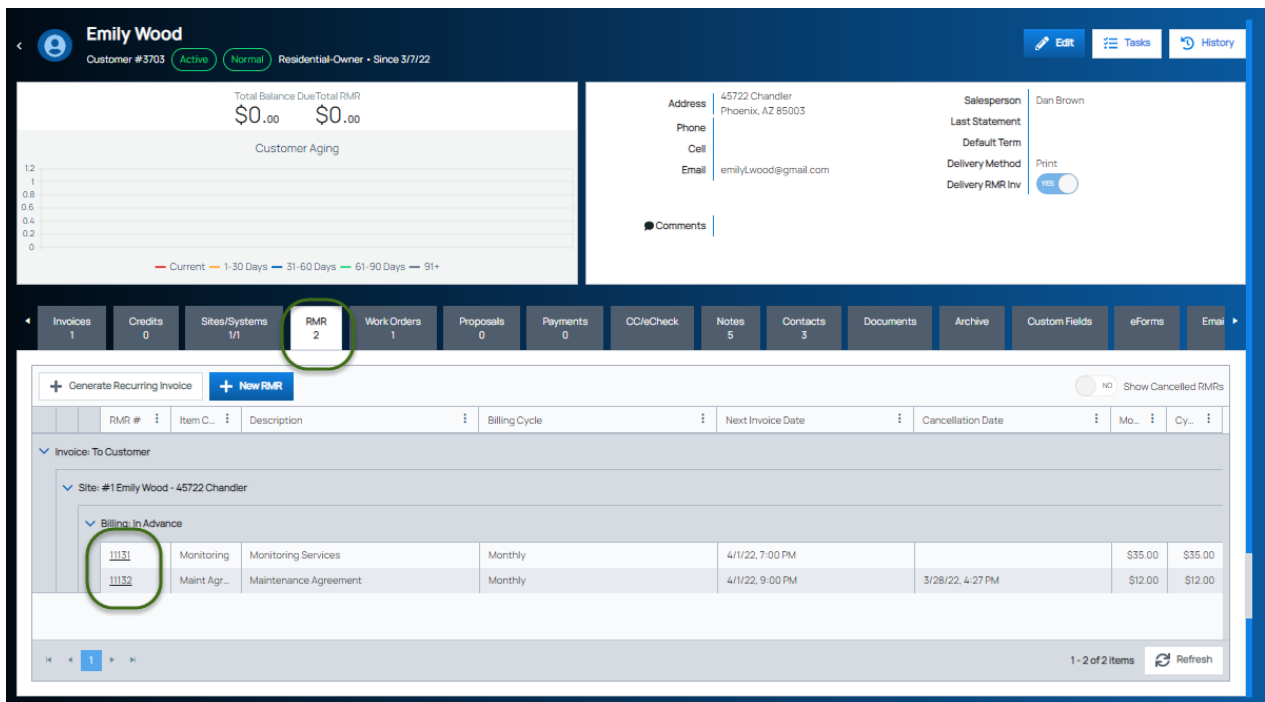 Emily Wood
Customer #3703 Active Normal Residential-Owner • Since 3/7/22
Edit Tasks History
Total Balance Due Total RMR
$0.00 $0.00
Customer Aging
1.2
1
0.8
0.6
0.4
0.2
0
Current 1-30 Days 31-60 Days 61-90 Days 91+
Address 45722 Chandler
Phoenix, AZ 85003
Phone
Cell
Email emilyLwood@gmail.com
Comments
Salesperson Dan Brown
Last Statement
Default Term
Delivery Method Print
Delivery RMR Inv YES
Invoices Credits Sites/Systems RMR Work Orders Proposals Payments CC/eCheck Notes Contacts Documents Archive Custom Fields eForms Emai
1 0 1/1 2 1 0 0 5 3
+ Generate Recurring Invoice + New RMR NO Show Cancelled RMRs
RMR # Item C... Description Billing Cycle Next Invoice Date Cancellation Date Mo... Cy...
Invoice: To Customer
Site: #1 Emily Wood - 45722 Chandler
Billing: In Advance
11131 Monitoring Monitoring Services Monthly 4/1/22, 7:00 PM $35.00 $35.00
11132 Maint Agr... Maintenance Agreement Monthly 4/1/22, 9:00 PM 3/28/22, 4:27 PM $12.00 $12.00
1 1 - 2 of 2 items Refresh